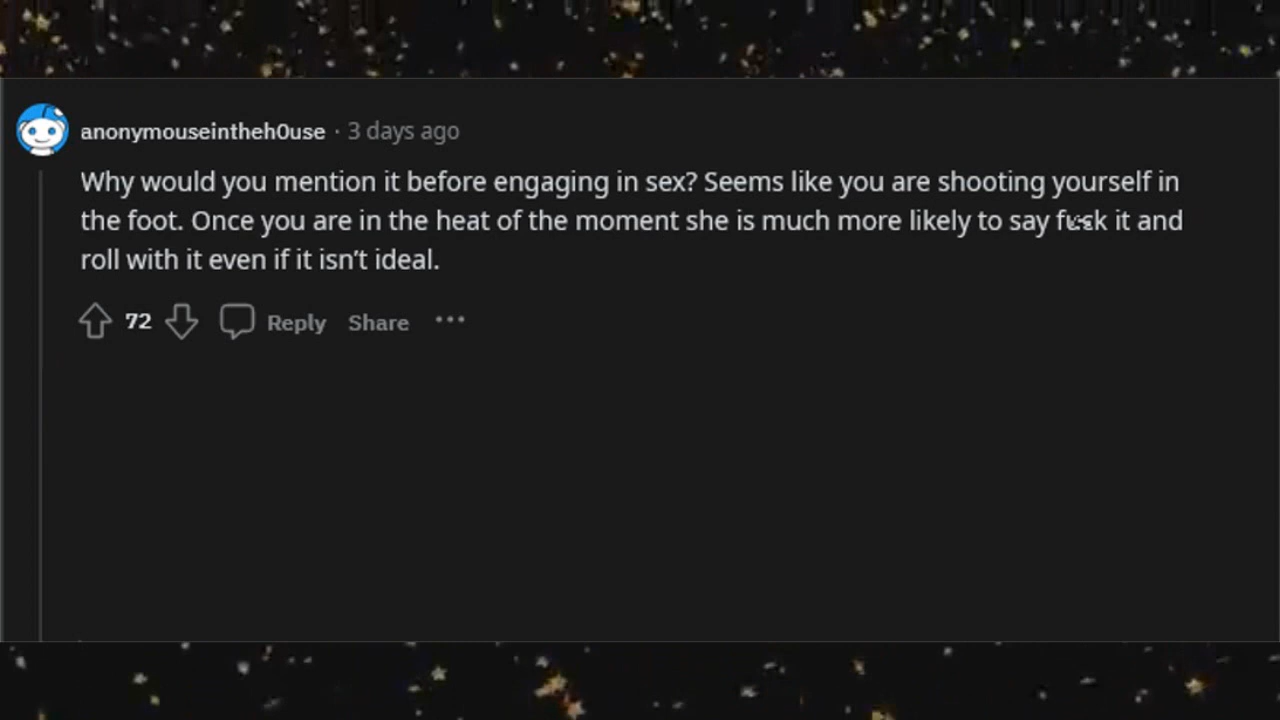 anonymouseintheh0use · 3 days ago
Why would you mention it before engaging in sex? Seems like you are shooting yourself in
the foot. Once you are in the heat of the moment she is much more likely to say it and
roll with it even if it isn’t ideal.
72 Reply Share •••